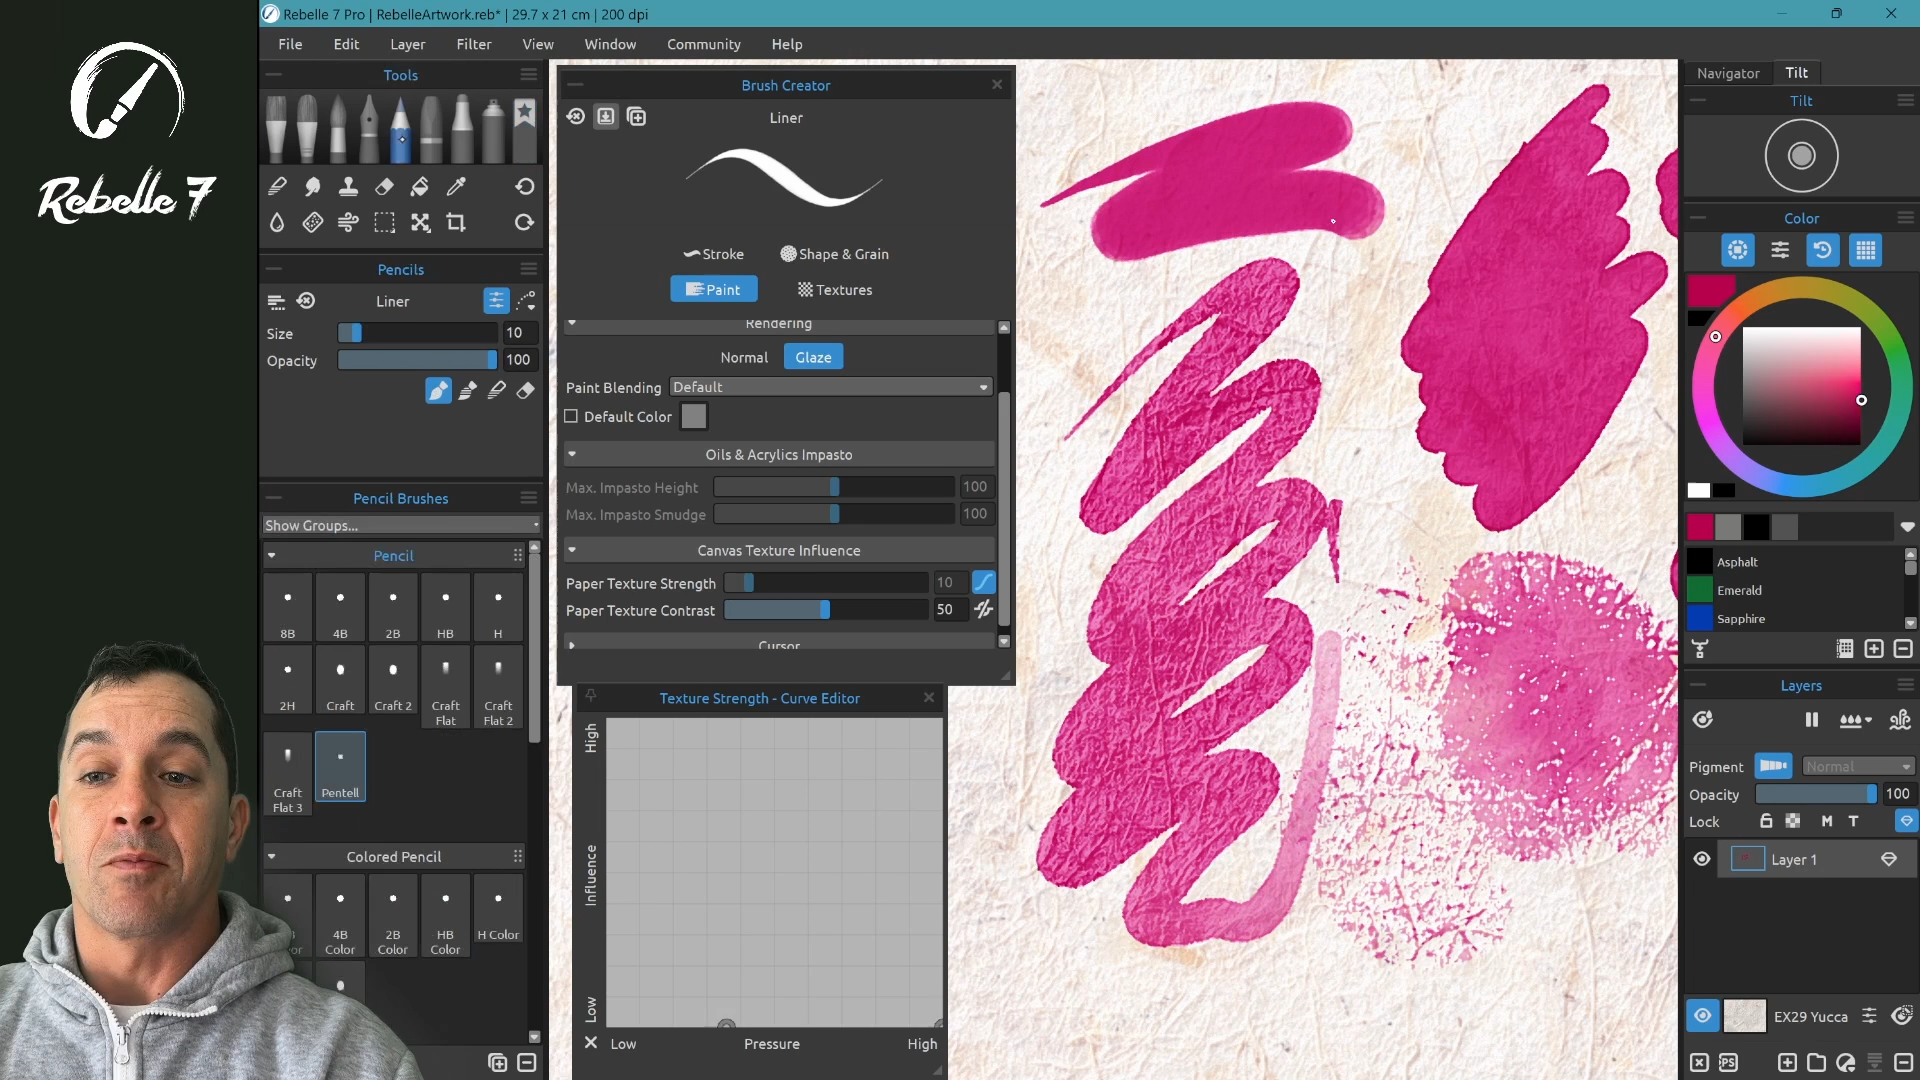 Rebelle 7
Rebelle 7 Pro | RebelleArtwork.reb* | 29.7 x 21 cm | 200 dpi
File Edit Layer Filter View Window Community Help
Tools
Pencils
Liner
Size 10
Opacity 100
Pencil Brushes
Show Groups...
Pencil
8B 4B 2B HB H
2H Craft Craft 2 Craft Flat Craft Flat 2
Craft Flat 3 Pentell
Colored Pencil
4B Color 2B Color HB Color H Color
Brush Creator
Liner
Stroke Shape & Grain
Paint Textures
Rendering
Normal Glaze
Paint Blending Default
Default Color
Oils & Acrylics Impasto
Max. Impasto Height 100
Max. Impasto Smudge 100
Canvas Texture Influence
Paper Texture Strength 10
Paper Texture Contrast 50
Cursor
Texture Strength - Curve Editor
High
Influence
Low
Low Pressure High
Navigator Tilt
Tilt
Color
Asphalt
Emerald
Sapphire
Layers
Pigment Normal
Opacity 100
Lock M T
Layer 1
EX29 Yucca
PS